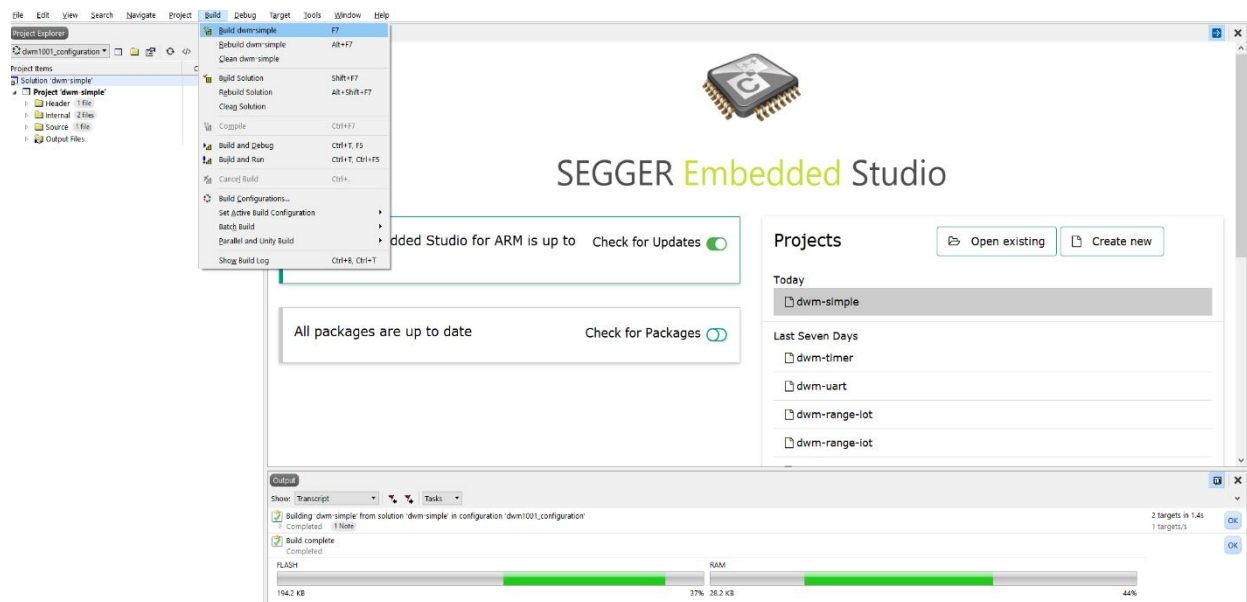 File Edit View Search Navigate Project Build Debug Target Tools Window Help
Project Explorer
dwm1001_configuration
Project Items
Solution 'dwm-simple'
Project 'dwm-simple'
Header 1 file
Internal 2 files
Source 1 file
Output Files
Build dwm-simple F7
Rebuild dwm-simple Alt+F7
Clean dwm-simple
Build Solution Shift+F7
Rebuild Solution Alt+Shift+F7
Clean Solution
Compile Ctrl+F7
Build and Debug Ctrl+T, F5
Build and Run Ctrl+T, Ctrl+F5
Cancel Build Ctrl+.
Build Configurations...
Set Active Build Configuration
Batch Build
Parallel and Unity Build
Show Build Log Ctrl+B, Ctrl+T
C
SEGGER Embedded Studio
dded Studio for ARM is up to Check for Updates
All packages are up to date Check for Packages
Projects Open existing Create new
Today
dwm-simple
Last Seven Days
dwm-timer
dwm-uart
dwm-range-iot
dwm-range-iot
Output
Show: Transcript Tasks
Building 'dwm-simple' from solution 'dwm-simple' in configuration 'dwm1001_configuration' 2 targets in 1.4s OK
Completed 1 Note 1 targets/s
Build complete OK
Completed
FLASH RAM
194.2 KB 37% 28.2 KB 44%